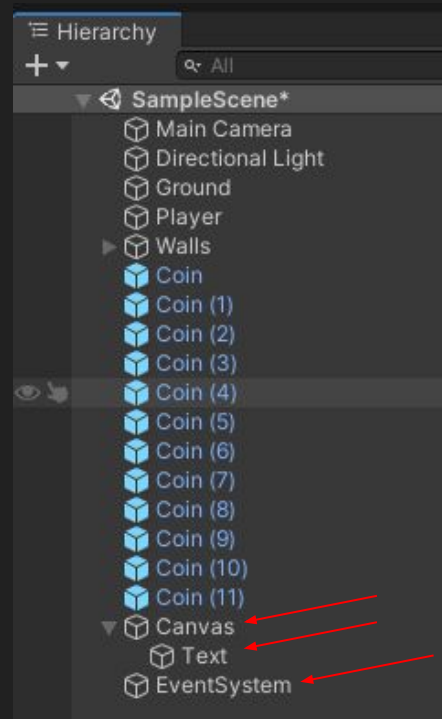 Hierarchy
All
SampleScene*
Main Camera
Directional Light
Ground
Player
Walls
Coin
Coin (1)
Coin (2)
Coin (3)
Coin (4)
Coin (5)
Coin (6)
Coin (7)
Coin (8)
Coin (9)
Coin (10)
Coin (11)
Canvas
Text
EventSystem